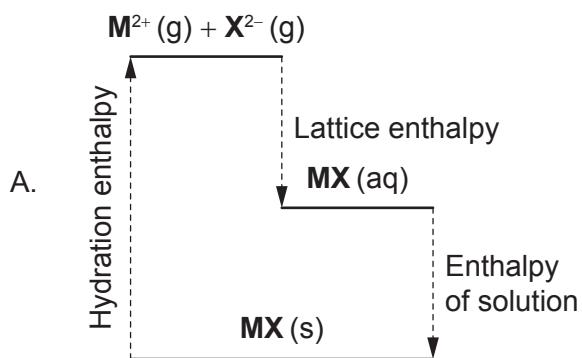 M²⁺ (g) + X²⁻ (g)
Hydration enthalpy
Lattice enthalpy
MX (aq)
A.
Enthalpy
of solution
MX (s)